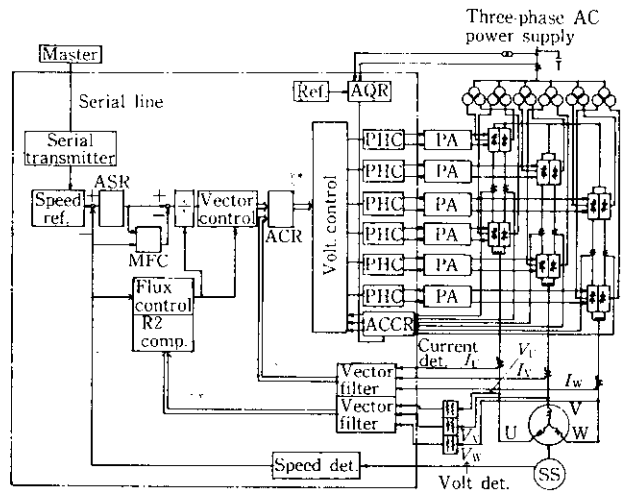 Three-phase AC
power supply
Master
Ref.
AQR
Serial line
Serial
transmitter
PHC
PA
PHC
PA
ASR
Speed
ref.
+
−
+
−
÷
Vector
control
ACR
Volt. control
PHC
PA
MFC
PHC
PA
Flux
control
R2
comp.
PHC
PA
PHC
PA
ACCR
Current
det.
IU
VU
IV
IW
Vector
filter
Vector
filter
V
U
W
VV
VW
Speed det.
Volt det.
SS